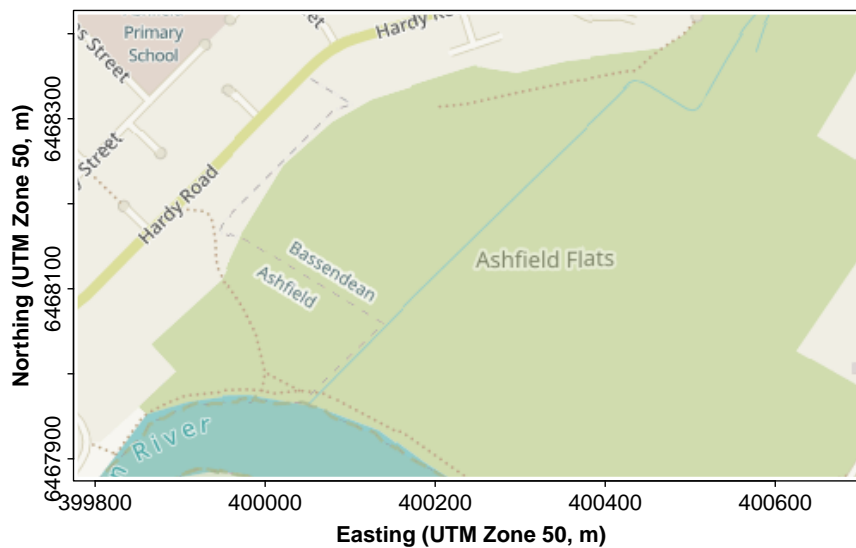 Primary
School
Street
Hardy
Street
Hardy Road
Bassendean
Ashfield
Ashfield Flats
River
6468300
6468100
6467900
Northing (UTM Zone 50, m)
399800
400000
400200
400400
400600
Easting (UTM Zone 50, m)